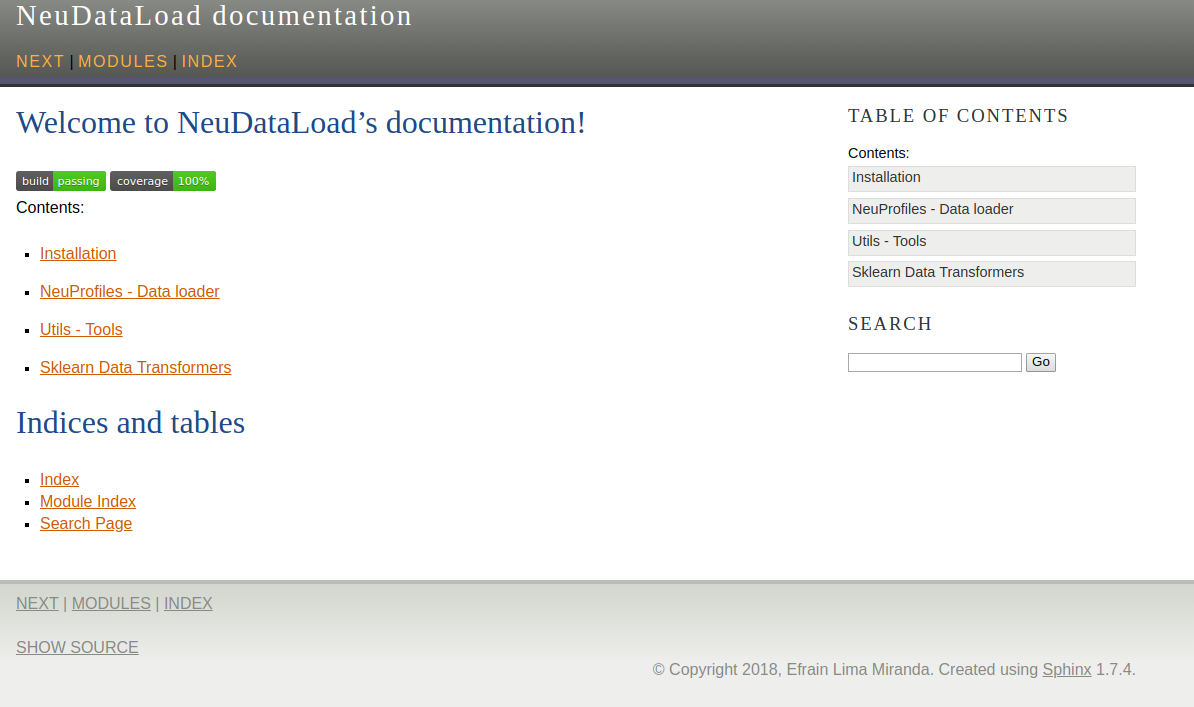 NeuDataLoad documentation
NEXT | MODULES | INDEX
Welcome to NeuDataLoad’s documentation!
build passing coverage 100%
Contents:
Installation
NeuProfiles - Data loader
Utils - Tools
Sklearn Data Transformers
Indices and tables
Index
Module Index
Search Page
TABLE OF CONTENTS
Contents:
Installation
NeuProfiles - Data loader
Utils - Tools
Sklearn Data Transformers
SEARCH
Go
NEXT | MODULES | INDEX
SHOW SOURCE
© Copyright 2018, Efrain Lima Miranda. Created using Sphinx 1.7.4.